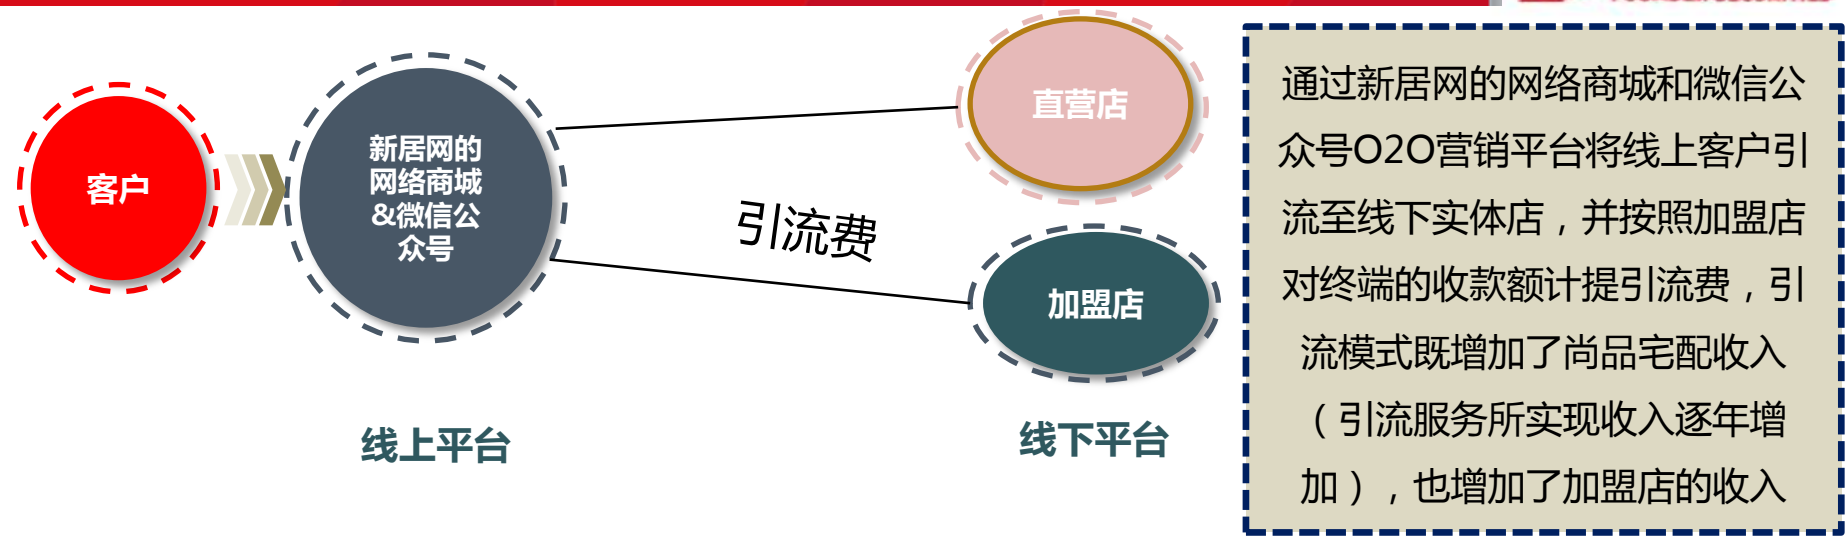 客户
新居网的
网络商城
&微信公
众号
线上平台
引流费
直营店
加盟店
线下平台
通过新居网的网络商城和微信公
众号O2O营销平台将线上客户引
流至线下实体店，并按照加盟店
对终端的收款额计提引流费，引
流模式既增加了尚品宅配收入
（引流服务所实现收入逐年增
加），也增加了加盟店的收入